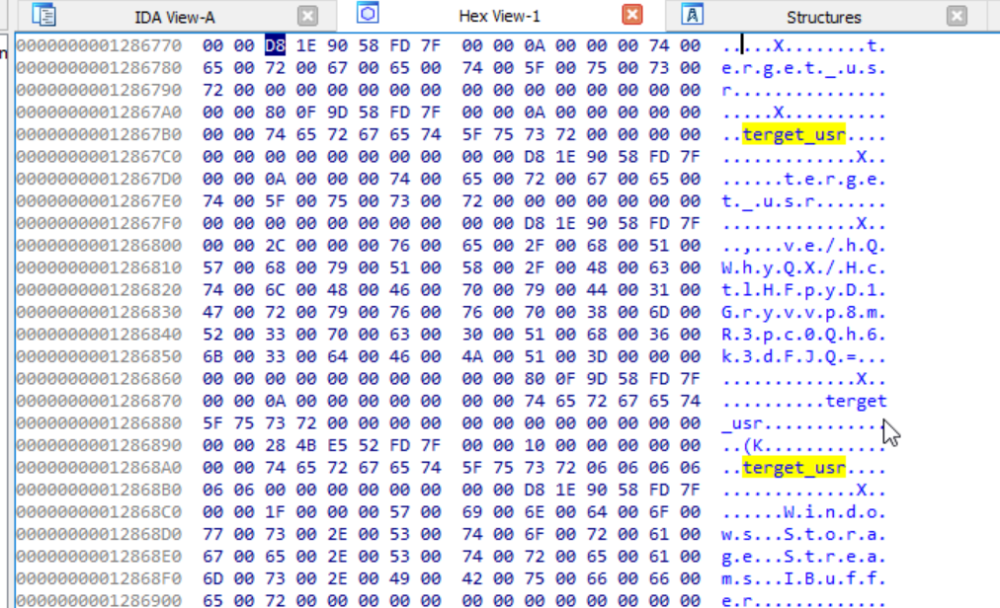 IDA View-A Hex View-1 Structures
n
0000000001286770 00 00 D8 1E 90 58 FD 7F 00 00 0A 00 00 00 74 00 .....X........t.
0000000001286780 65 00 72 00 67 00 65 00 74 00 5F 00 75 00 73 00 e.r.g.e.t._.u.s.
0000000001286790 72 00 00 00 00 00 00 00 00 00 00 00 00 00 00 00 r...............
00000000012867A0 00 00 80 0F 9D 58 FD 7F 00 00 0A 00 00 00 00 00 .....X..........
00000000012867B0 00 00 74 65 72 67 65 74 5F 75 73 72 00 00 00 00 ..terget_usr....
00000000012867C0 00 00 00 00 00 00 00 00 00 00 D8 1E 90 58 FD 7F .............X..
00000000012867D0 00 00 0A 00 00 00 74 00 65 00 72 00 67 00 65 00 ......t.e.r.g.e.
00000000012867E0 74 00 5F 00 75 00 73 00 72 00 00 00 00 00 00 00 t._.u.s.r.......
00000000012867F0 00 00 00 00 00 00 00 00 00 00 D8 1E 90 58 FD 7F .............X..
0000000001286800 00 00 2C 00 00 00 76 00 65 00 2F 00 68 00 51 00 ..,...v.e./.h.Q.
0000000001286810 57 00 68 00 79 00 51 00 58 00 2F 00 48 00 63 00 W.h.y.Q.X./.H.c.
0000000001286820 74 00 6C 00 48 00 46 00 70 00 79 00 44 00 31 00 t.l.H.F.p.y.D.1.
0000000001286830 47 00 72 00 79 00 76 00 76 00 70 00 38 00 6D 00 G.r.y.v.v.p.8.m.
0000000001286840 52 00 33 00 70 00 63 00 30 00 51 00 68 00 36 00 R.3.p.c.0.Q.h.6.
0000000001286850 6B 00 33 00 64 00 46 00 4A 00 51 00 3D 00 00 00 k.3.d.F.J.Q.=...
0000000001286860 00 00 00 00 00 00 00 00 00 00 80 0F 9D 58 FD 7F .............X..
0000000001286870 00 00 0A 00 00 00 00 00 00 00 74 65 72 67 65 74 ..........terget
0000000001286880 5F 75 73 72 00 00 00 00 00 00 00 00 00 00 00 00 _usr............
0000000001286890 00 00 28 4B E5 52 FD 7F 00 00 10 00 00 00 00 00 ..(K............
00000000012868A0 00 00 74 65 72 67 65 74 5F 75 73 72 06 06 06 06 ..terget_usr....
00000000012868B0 06 06 00 00 00 00 00 00 00 00 D8 1E 90 58 FD 7F .............X..
00000000012868C0 00 00 1F 00 00 00 57 00 69 00 6E 00 64 00 6F 00 ......W.i.n.d.o.
00000000012868D0 77 00 73 00 2E 00 53 00 74 00 6F 00 72 00 61 00 w.s...S.t.o.r.a.
00000000012868E0 67 00 65 00 2E 00 53 00 74 00 72 00 65 00 61 00 g.e...S.t.r.e.a.
00000000012868F0 6D 00 73 00 2E 00 49 00 42 00 75 00 66 00 66 00 m.s...I.B.u.f.f.
0000000001286900 65 00 72 00 00 00 00 00 00 00 00 00 00 00 00 00 e.r.............